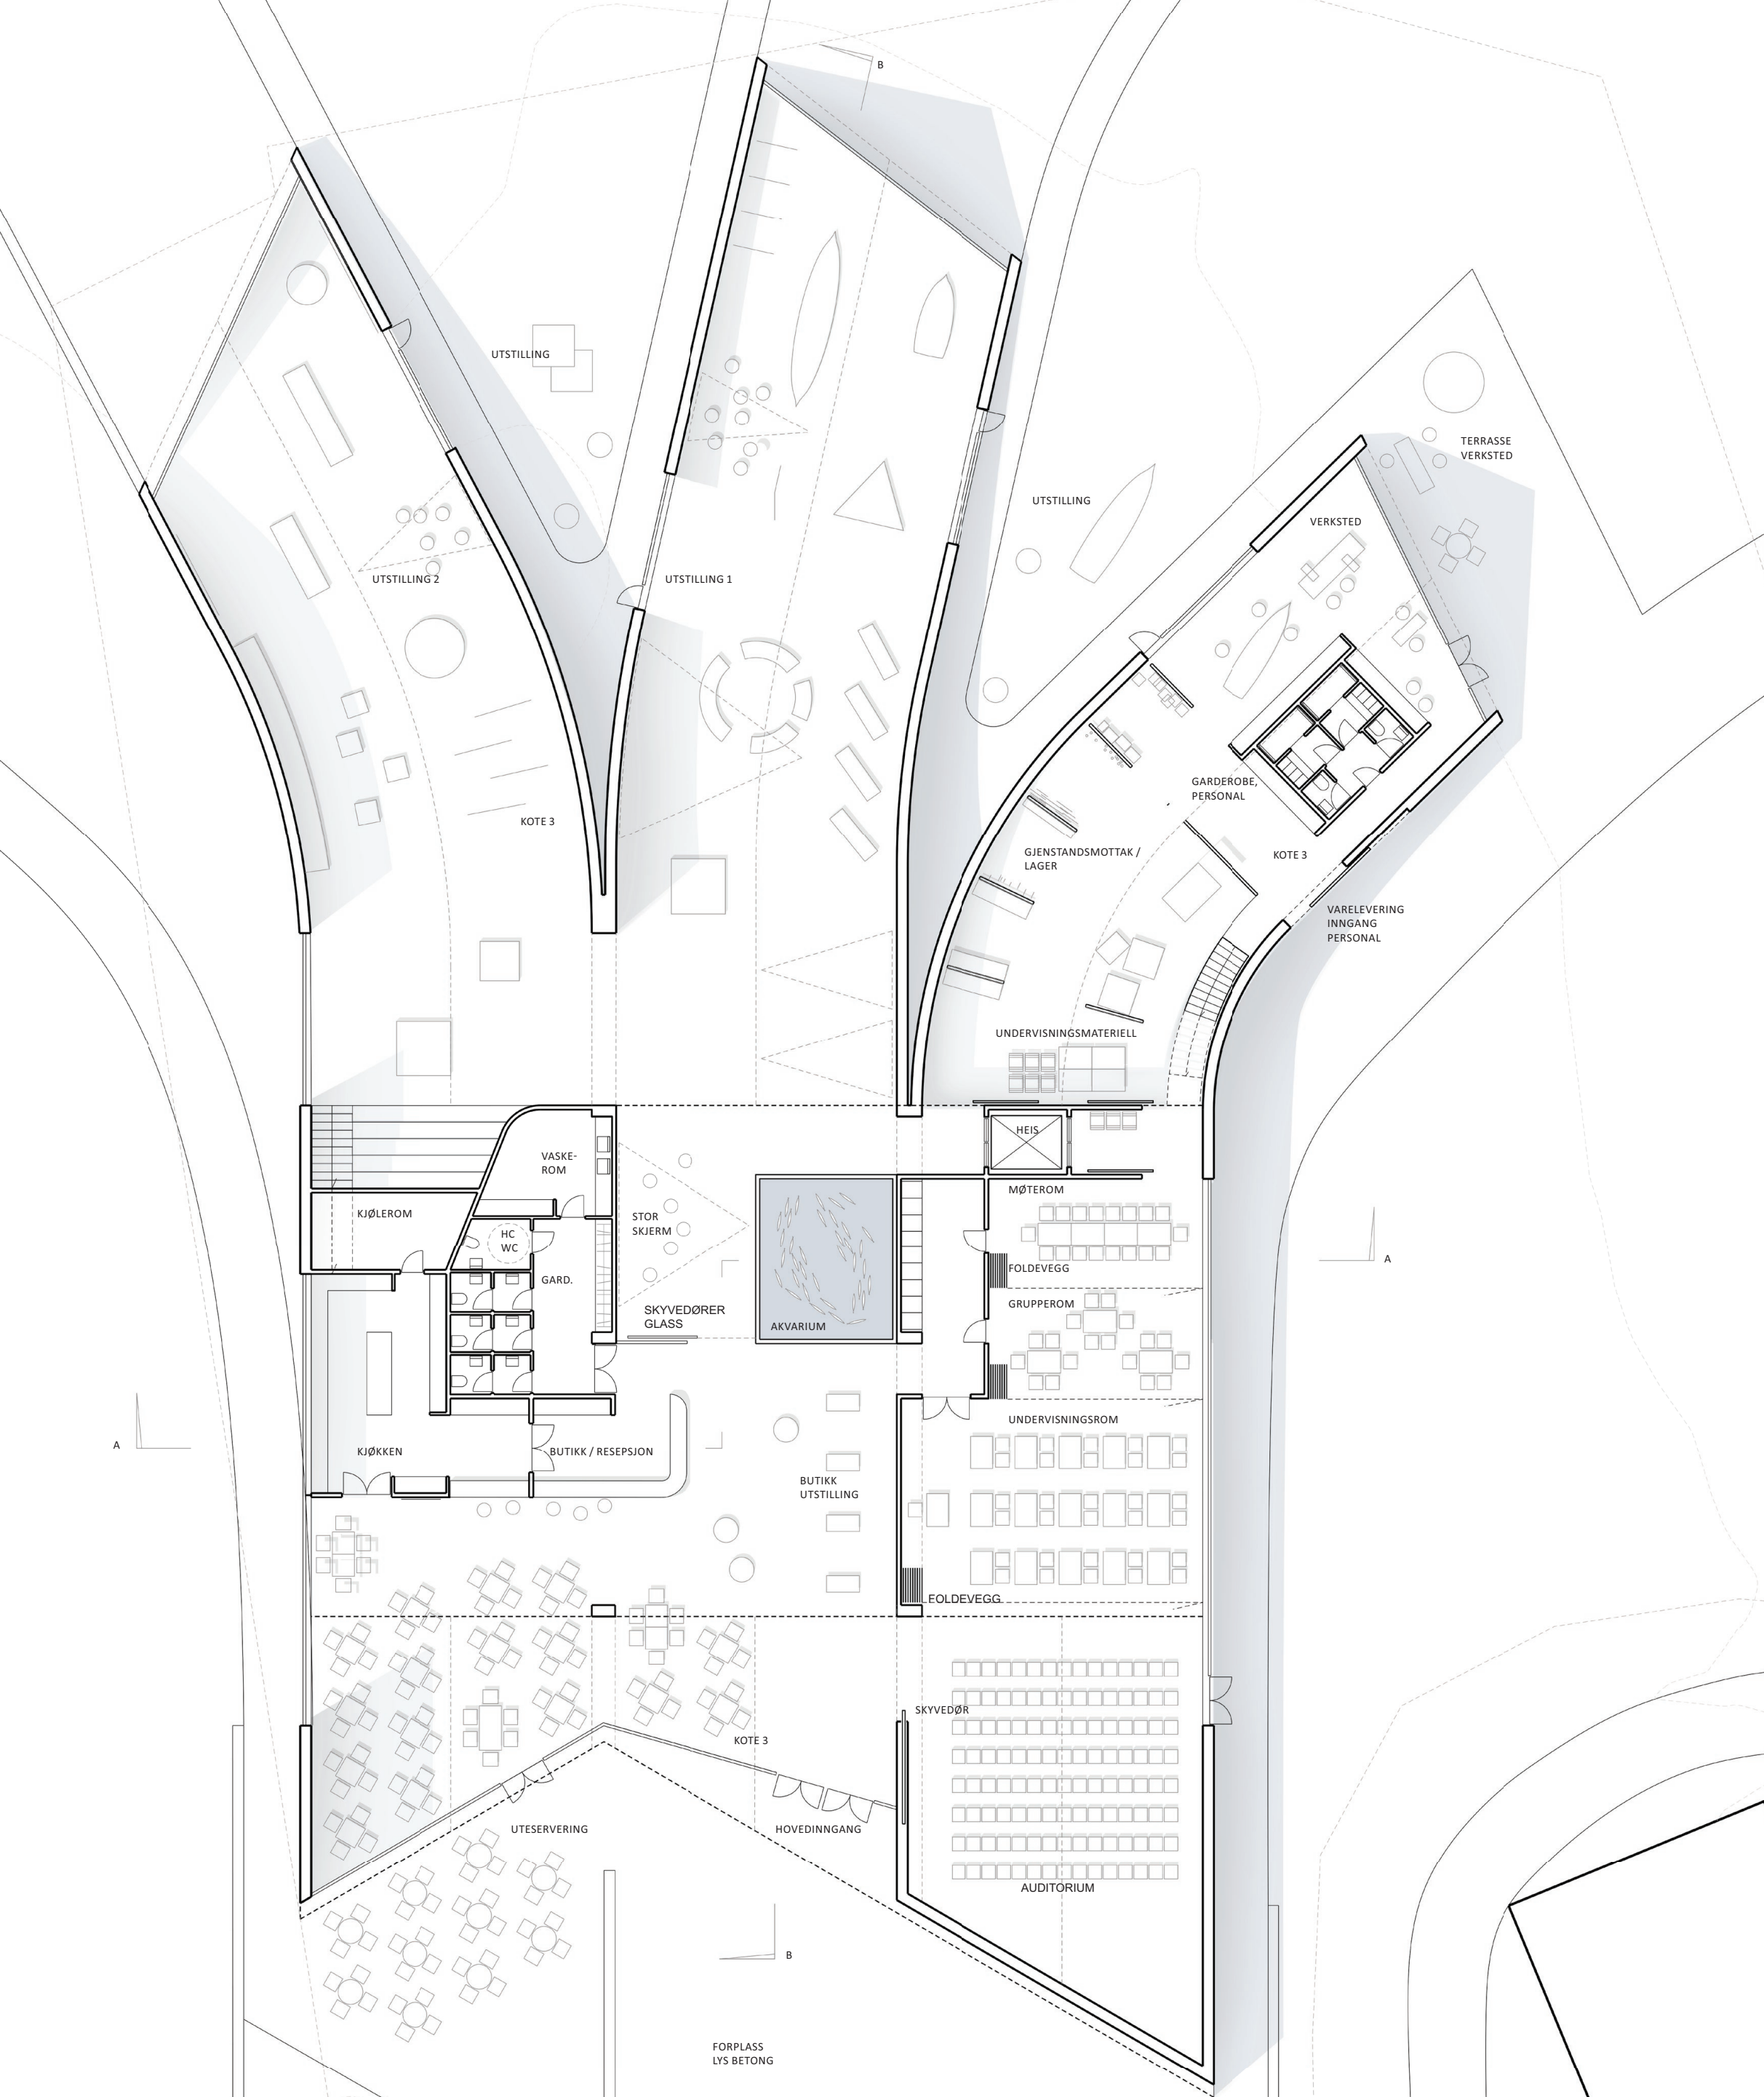 B
UTSTILLING
TERRASSE
VERKSTED
UTSTILLING
VERKSTED
UTSTILLING 2
UTSTILLING 1
GARDEROBE,
PERSONAL
KOTE 3
GJENSTANDSMOTTAK /
LAGER
KOTE 3
VARELEVERING
INNGANG
PERSONAL
UNDERVISNINGSMATERIELL
HEIS
VASKE-
ROM
MØTEROM
KJØLEROM
STOR
SKJERM
HC
WC
A
FOLDEVEGG
GARD.
GRUPPEROM
SKYVEDØRER
GLASS
AKVARIUM
UNDERVISNINGSROM
A
KJØKKEN
BUTIKK / RESEPSJON
BUTIKK
UTSTILLING
FOLDEVEGG
SKYVEDØR
KOTE 3
UTESERVERING
HOVEDINNGANG
AUDITORIUM
B
FORPLASS
LYS BETONG